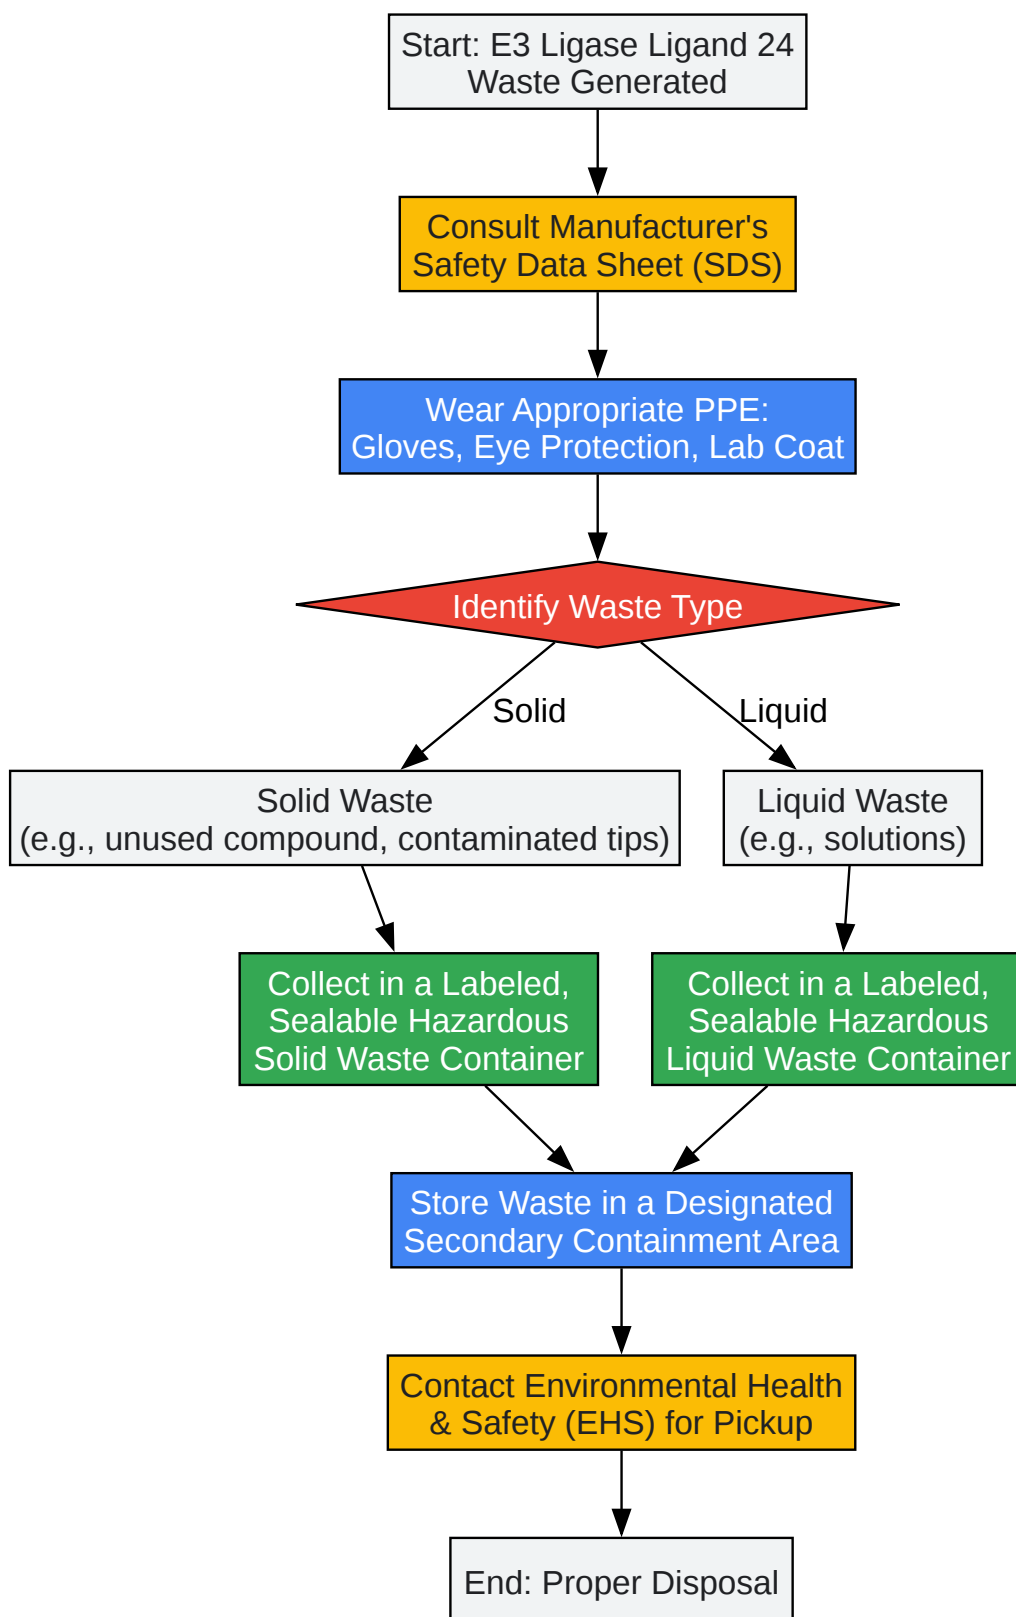 Start: E3 Ligase Ligand 24
Waste Generated
Consult Manufacturer's
Safety Data Sheet (SDS)
Wear Appropriate PPE:
Gloves, Eye Protection, Lab Coat
Identify Waste Type
Solid
Liquid
Solid Waste
(e.g., unused compound, contaminated tips)
Liquid Waste
(e.g., solutions)
Collect in a Labeled,
Sealable Hazardous
Solid Waste Container
Collect in a Labeled,
Sealable Hazardous
Liquid Waste Container
Store Waste in a Designated
Secondary Containment Area
Contact Environmental Health
& Safety (EHS) for Pickup
End: Proper Disposal